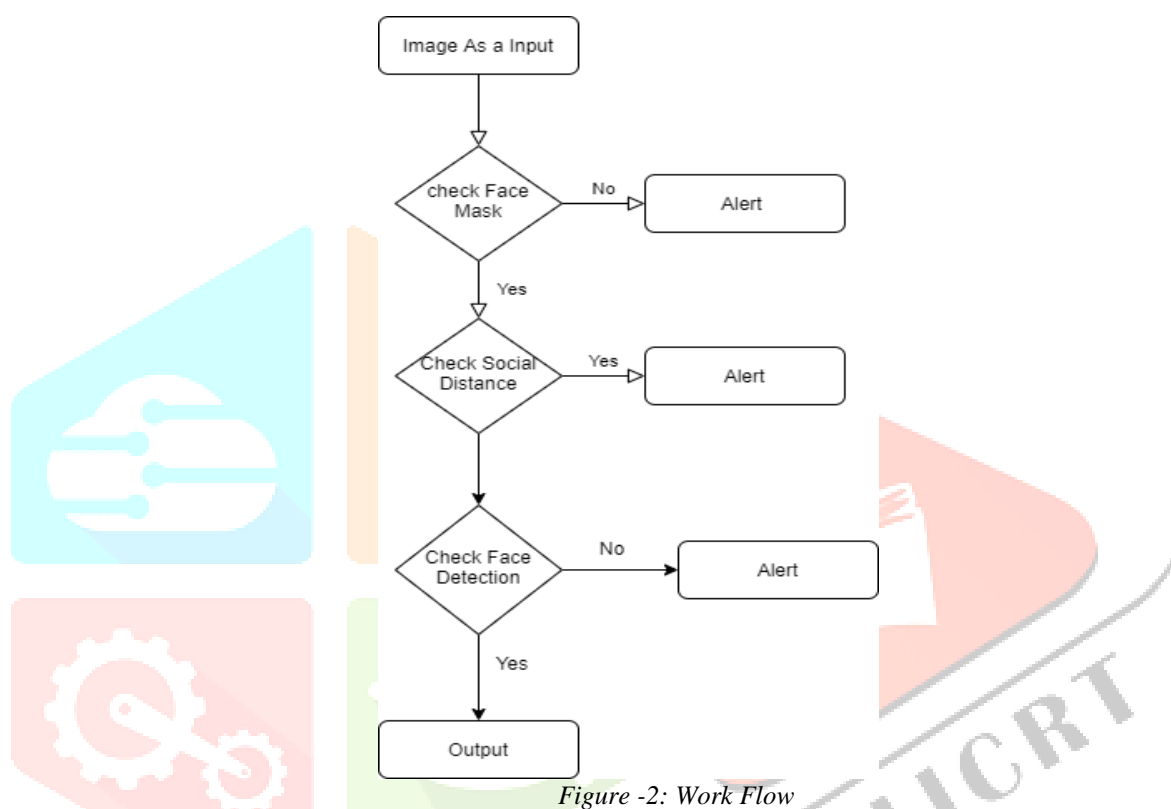 Image As a Input
check Face
Mask
No
Alert
Yes
Check Social
Distance
Yes
Alert
Check Face
Detection
No
Alert
Yes
Output
Figure -2: Work Flow